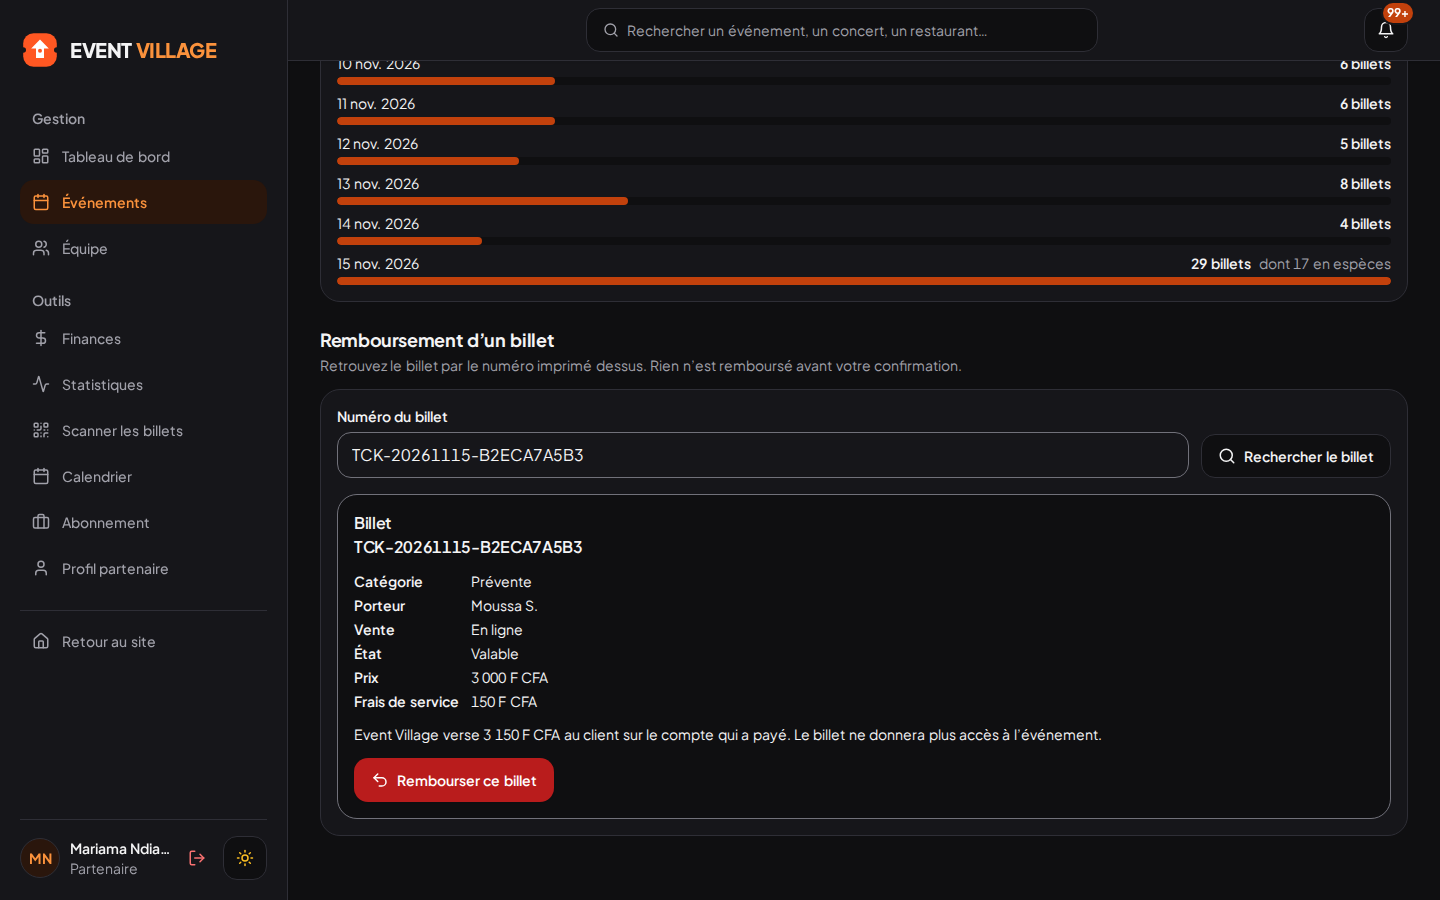 EVENT VILLAGE
Rechercher un événement, un concert, un restaurant...
99+
Gestion
Tableau de bord
Événements
Équipe
Outils
Finances
Statistiques
Scanner les billets
Calendrier
Abonnement
Profil partenaire
Retour au site
MN
Mariama Ndia...
Partenaire
10 nov. 2026 6 billets
11 nov. 2026 6 billets
12 nov. 2026 5 billets
13 nov. 2026 8 billets
14 nov. 2026 4 billets
15 nov. 2026 29 billets dont 17 en espèces
Remboursement d’un billet
Retrouvez le billet par le numéro imprimé dessus. Rien n’est remboursé avant votre confirmation.
Numéro du billet
TCK-20261115-B2ECA7A5B3
Rechercher le billet
Billet
TCK-20261115-B2ECA7A5B3
Catégorie Prévente
Porteur Moussa S.
Vente En ligne
État Valable
Prix 3 000 F CFA
Frais de service 150 F CFA
Event Village verse 3 150 F CFA au client sur le compte qui a payé. Le billet ne donnera plus accès à l’événement.
Rembourser ce billet